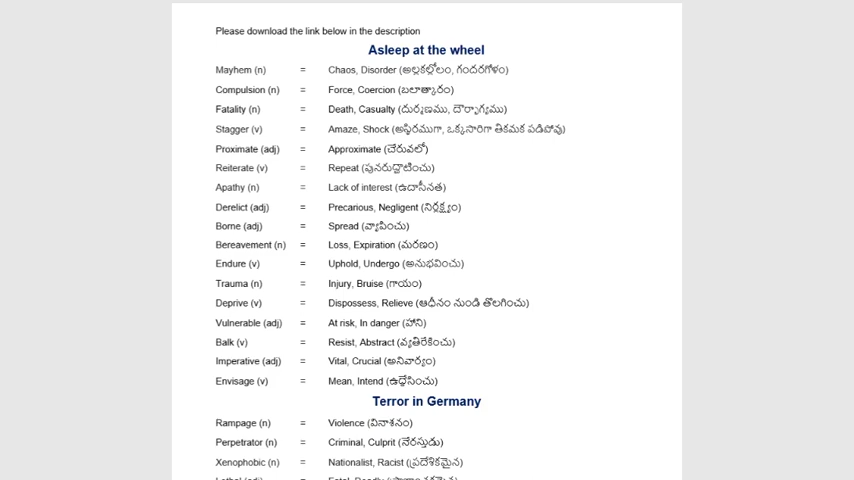 Please download the link below in the description
Asleep at the wheel
Mayhem (n) = Chaos, Disorder (అల్లకల్లోలం, గందరగోళం)
Compulsion (n) = Force, Coercion (బలాత్కారం)
Fatality (n) = Death, Casualty (దుర్మణము, దౌర్భాగ్యము)
Stagger (v) = Amaze, Shock (అస్థిరముగా, ఒక్కసారిగా తికమక పడిపోవు)
Proximate (adj) = Approximate (చేరువలో)
Reiterate (v) = Repeat (పునరుద్ఘాటించు)
Apathy (n) = Lack of interest (ఉదాసీనత)
Derelict (adj) = Precarious, Negligent (నిర్లక్ష్యం)
Borne (adj) = Spread (వ్యాపించు)
Bereavement (n) = Loss, Expiration (మరణం)
Endure (v) = Uphold, Undergo (అనుభవించు)
Trauma (n) = Injury, Bruise (గాయం)
Deprive (v) = Dispossess, Relieve (ఆధీనం నుండి తొలగించు)
Vulnerable (adj) = At risk, In danger (హాని)
Balk (v) = Resist, Abstract (వ్యతిరేకించు)
Imperative (adj) = Vital, Crucial (అనివార్యం)
Envisage (v) = Mean, Intend (ఉద్దేసించు)
Terror in Germany
Rampage (n) = Violence (వినాశనం)
Perpetrator (n) = Criminal, Culprit (నేరస్తుడు)
Xenophobic (n) = Nationalist, Racist (ప్రదేశికమైన)